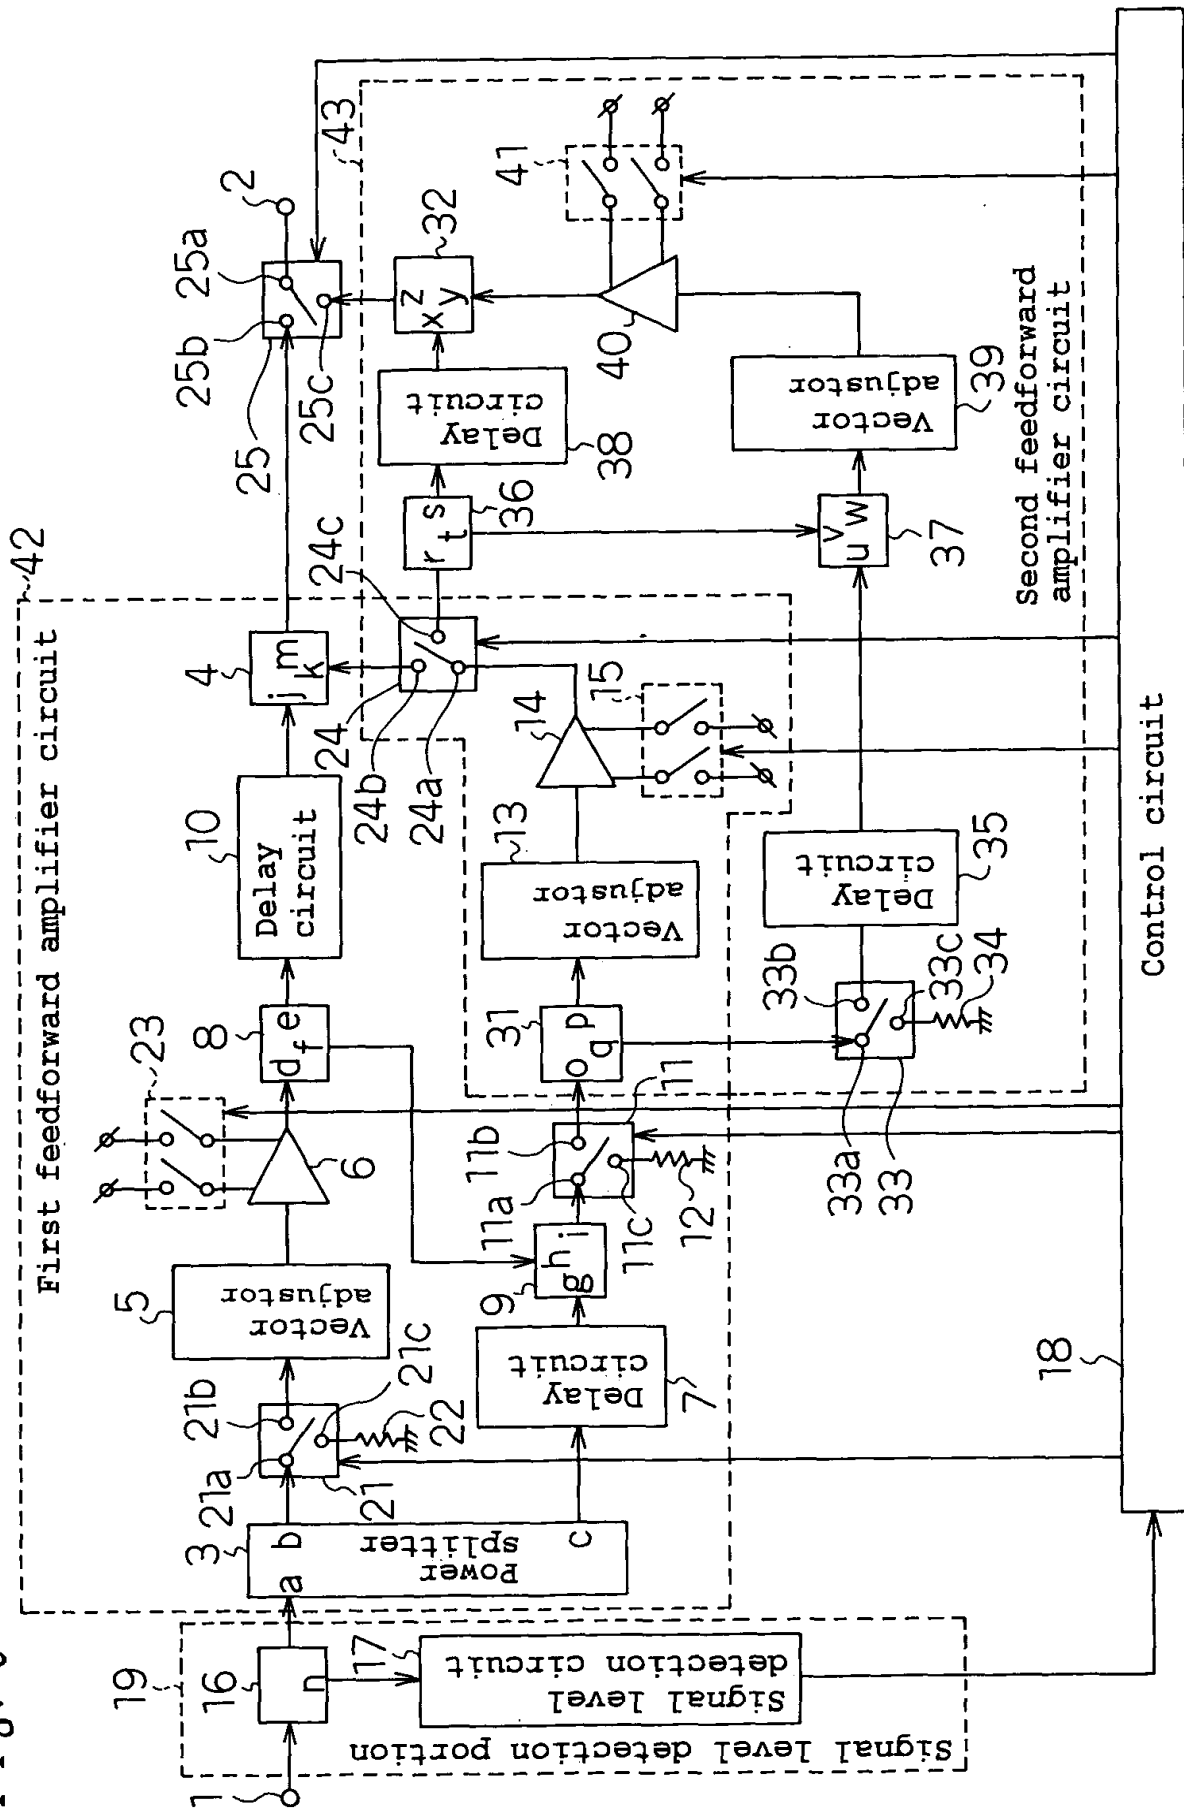 42
First feedforward amplifier circuit
43
2
25a
25b
25
25c
32
x z
y
41
40
Delay
circuit
38
36
r s
t
24c
24
24b
24a
4
j m
k
10
Delay
circuit
8
d e
f
23
6
5
Vector
adjustor
21b
21a
21c
21
22
3
a b
c
Power
splitter
19
16
n
17
Signal level
detection circuit
Signal level detection portion
1
Delay
circuit
7
9
g h i
11a
11b
11c
11
12
31
o p
q
13
Vector
adjustor
14
15
33b
33a
33c
33
34
Delay
circuit
35
37
u v w
Vector
adjustor
39
Second feedforward
amplifier circuit
18
Control circuit